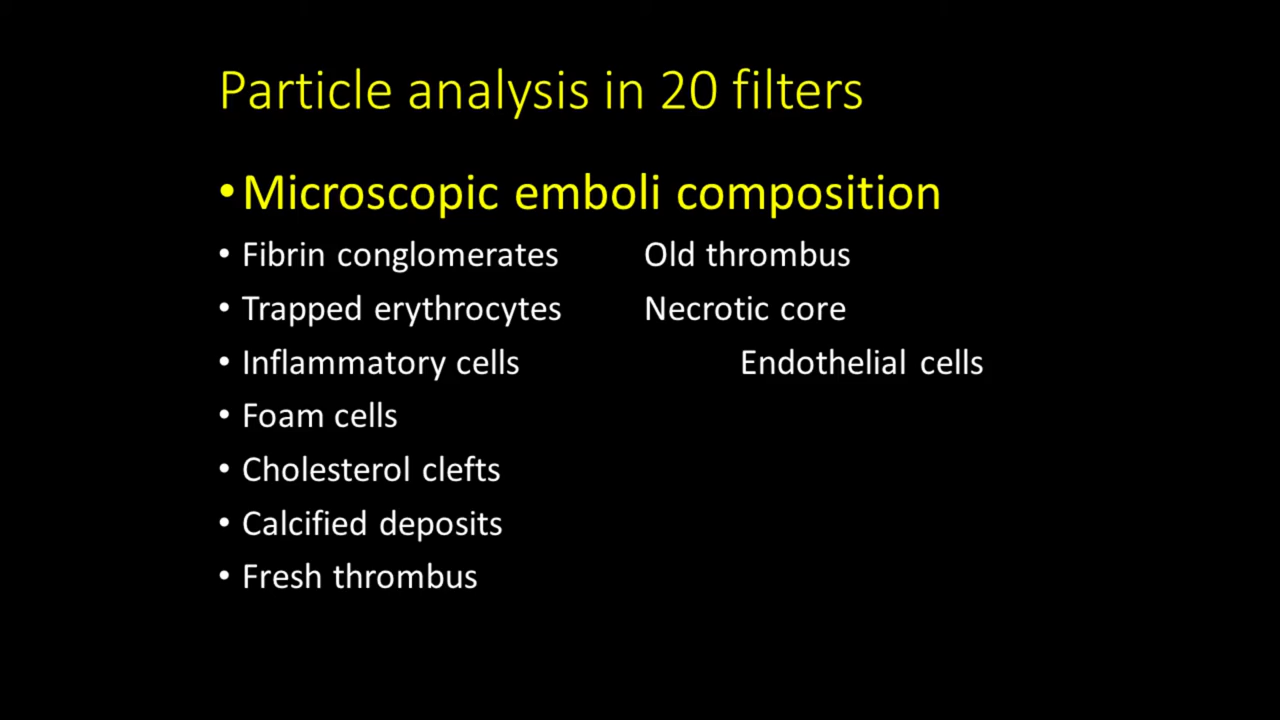 Particle analysis in 20 filters
•Microscopic emboli composition
• Fibrin conglomerates Old thrombus
• Trapped erythrocytes Necrotic core
• Inflammatory cells Endothelial cells
• Foam cells
• Cholesterol clefts
• Calcified deposits
• Fresh thrombus